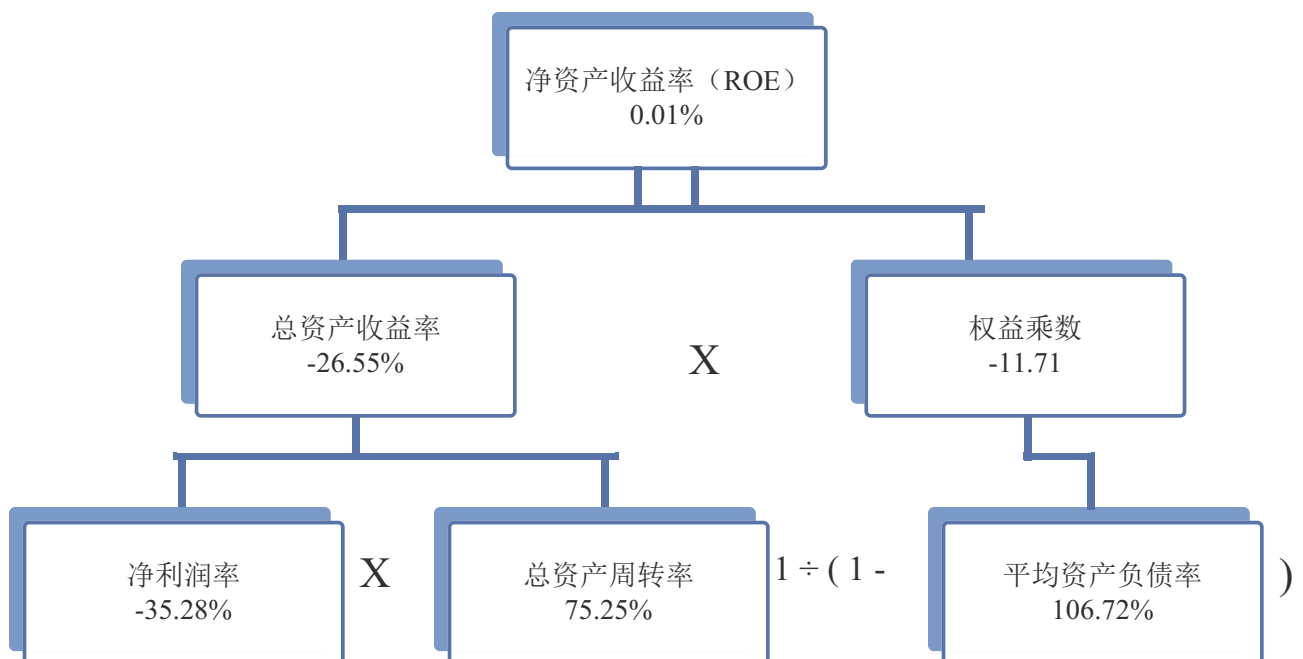 净资产收益率（ROE）
0.01%
总资产收益率
-26.55%
X
权益乘数
-11.71
净利润率
-35.28%
X
总资产周转率
75.25%
1 ÷ ( 1 -
平均资产负债率
106.72%
)